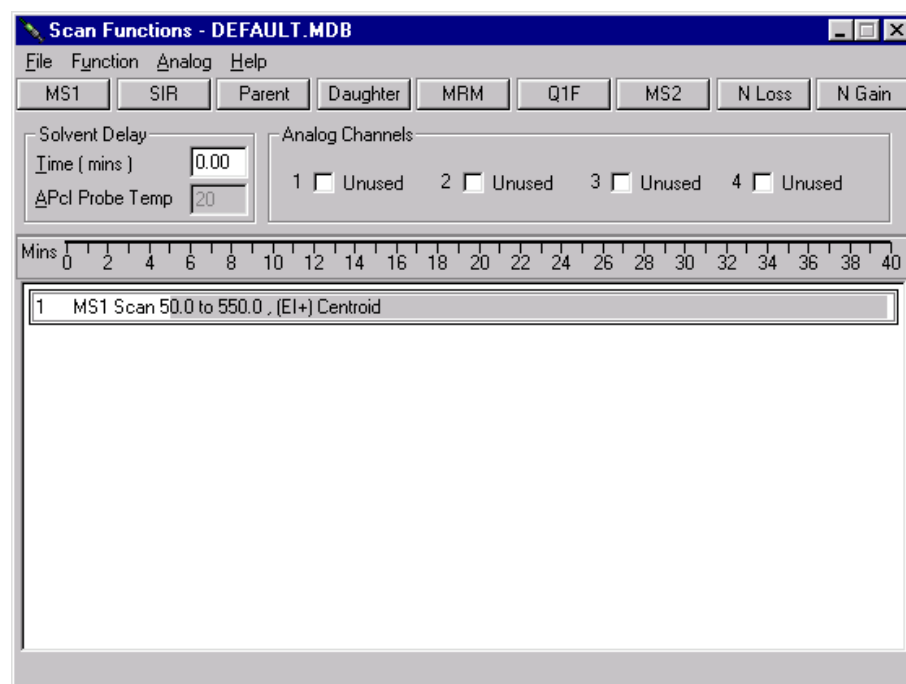 Scan Functions - DEFAULT.MDB
File Function Analog Help
MS1 SIR Parent Daughter MRM Q1F MS2 N Loss N Gain
Solvent Delay Analog Channels
Time ( mins ) 0.00
1 Unused 2 Unused 3 Unused 4 Unused
APcI Probe Temp 20
Mins 0 2 4 6 8 10 12 14 16 18 20 22 24 26 28 30 32 34 36 38 40
1 MS1 Scan 50.0 to 550.0 , (EI+) Centroid